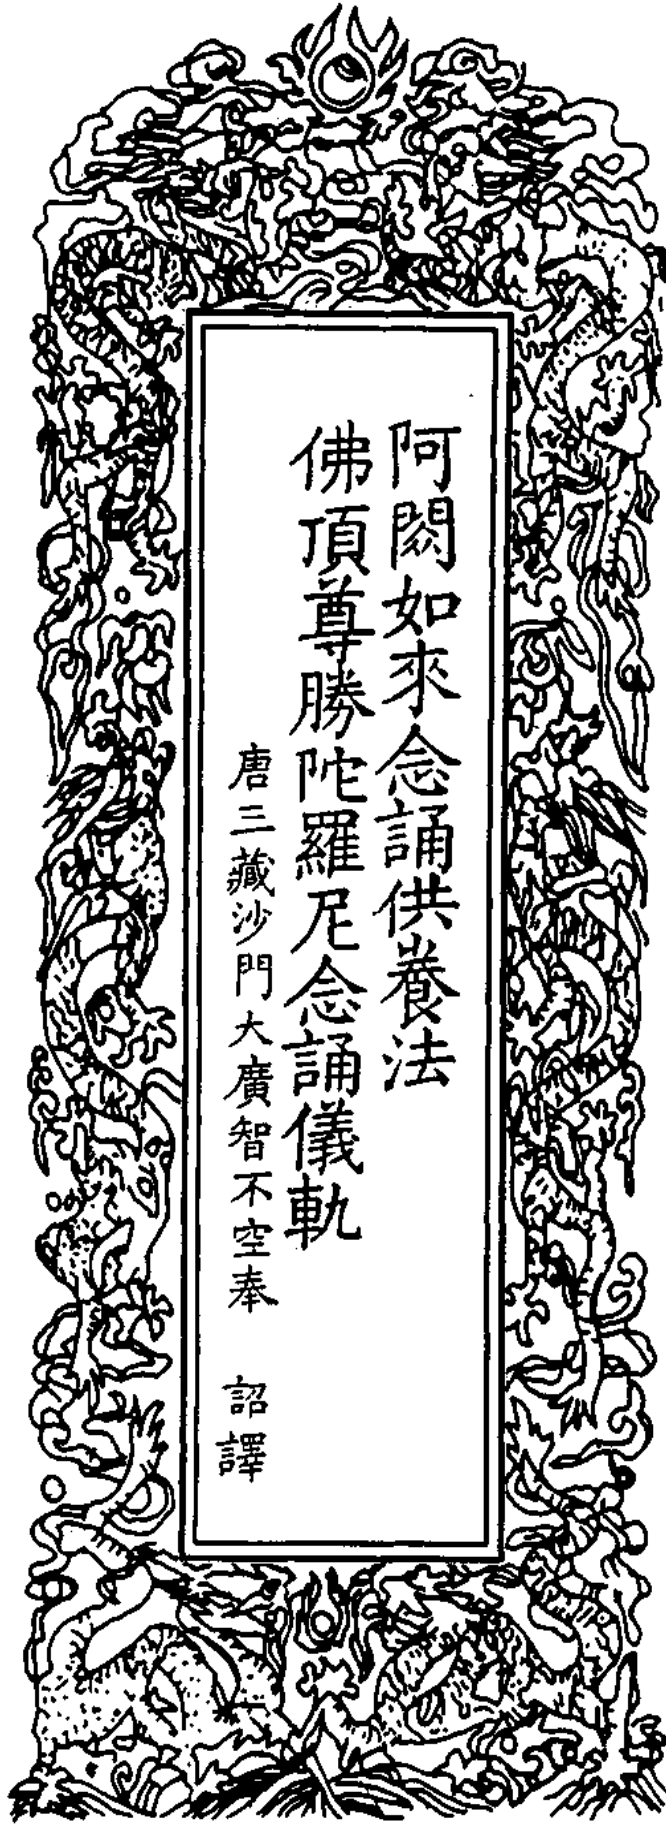 阿閦如來念誦供養法
佛頂尊勝陀羅尼念誦儀軌
唐三藏沙門大廣智不空奉　詔譯